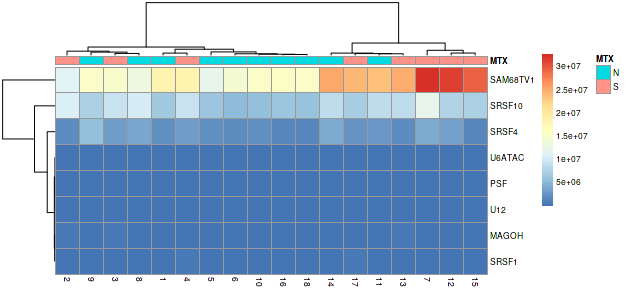 MTX
SAM68TV1
SRSF10
SRSF4
U6ATAC
PSF
U12
MAGOH
SRSF1
2 9 3 8 1 4 5 6 10 16 18 14 17 11 13 7 12 15
3e+07
2.5e+07
2e+07
1.5e+07
1e+07
5e+06
MTX
N
S